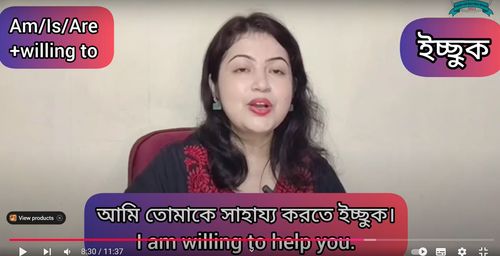 Am/Is/Are
+willing to
ইচ্ছুক
আমি তোমাকে সাহায্য করতে ইচ্ছুক।
I am willing to help you.
View products
8:30 / 11:37